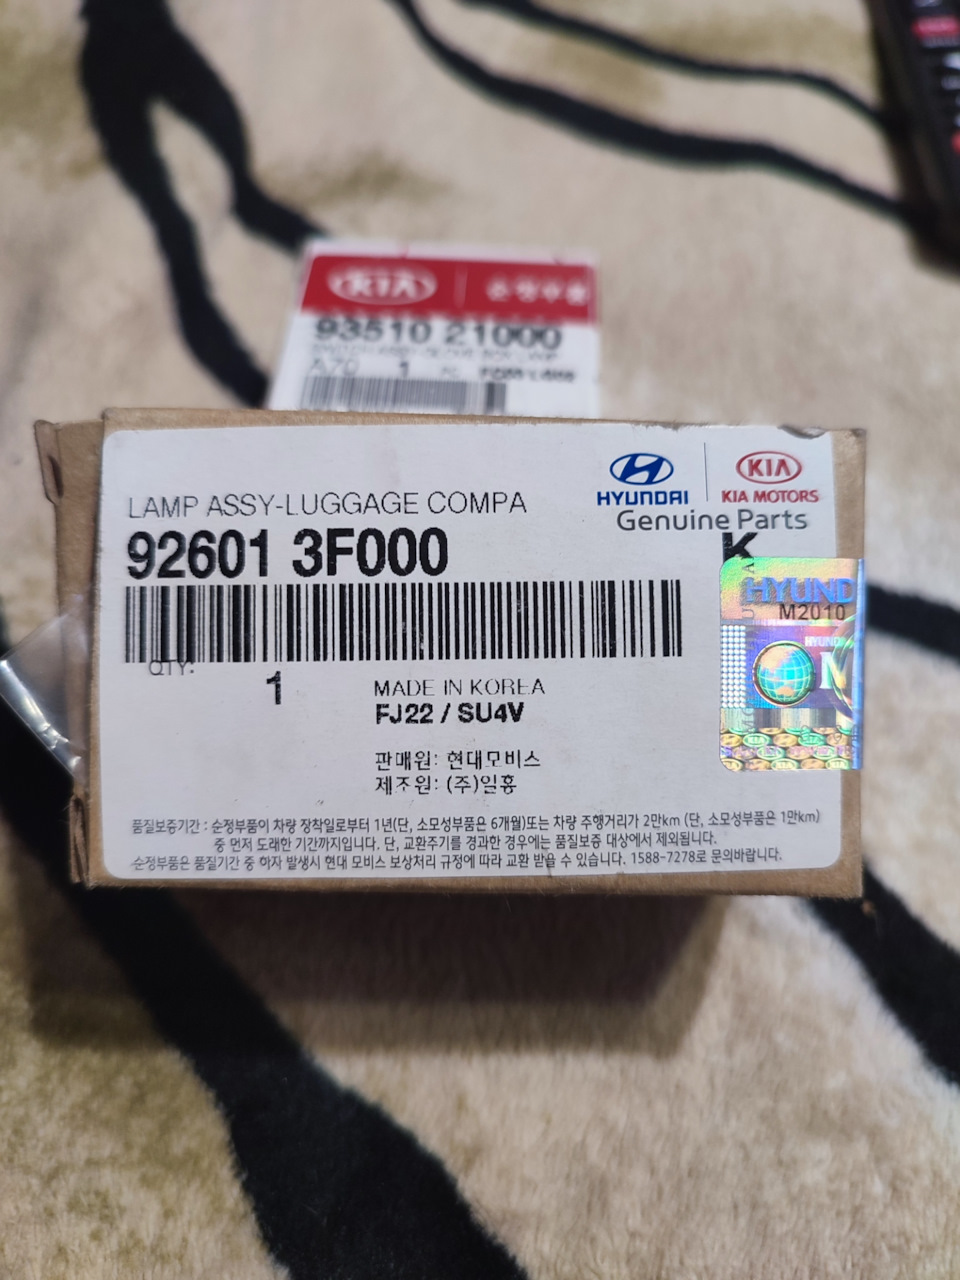 KIA 순정부품
93510 21000
A70 1
LAMP ASSY-LUGGAGE COMPA
HYUNDAI
KIA
KIA MOTORS
Genuine Parts
92601 3F000
K
HYUND
M2010
HYUND
QTY:
1
MADE IN KOREA
FJ22 / SU4V
판매원: 현대모비스
제조원: (주)일흥
품질보증기간 : 순정부품이 차량 장착일로부터 1년(단, 소모성부품은 6개월)또는 차량 주행거리가 2만km (단, 소모성부품은 1만km)
중 먼저 도래한 기간까지입니다. 단, 교환주기를 경과한 경우에는 품질보증 대상에서 제외됩니다.
순정부품은 품질기간 중 하자 발생시 현대 모비스 보상처리 규정에 따라 교환 받을 수 있습니다. 1588-7278로 문의바랍니다.